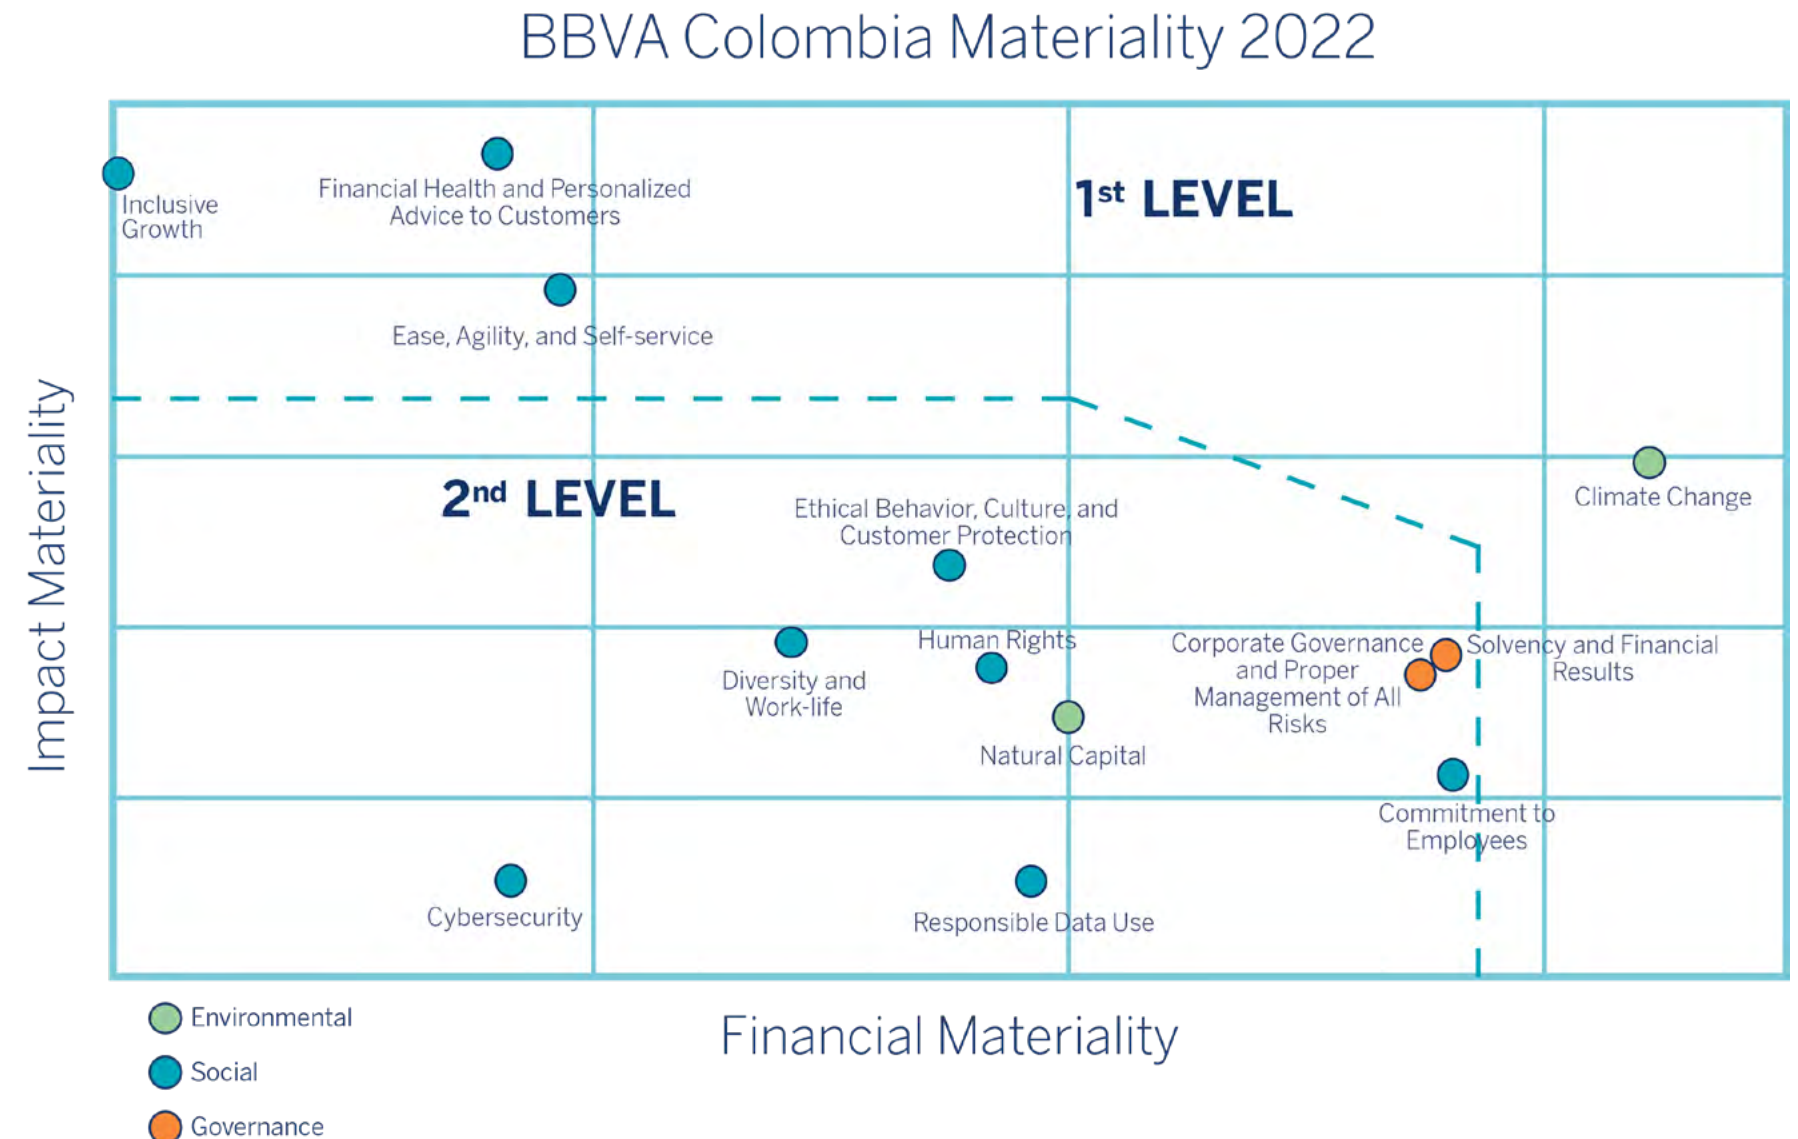 BBVA Colombia Materiality 2022
Inclusive
Growth
Financial Health and Personalized
Advice to Customers
1st LEVEL
Ease, Agility, and Self-service
2nd LEVEL
Climate Change
Ethical Behavior, Culture, and
Customer Protection
Human Rights
Diversity and
Work-life
Natural Capital
Corporate Governance
and Proper
Management of All
Risks
Solvency and Financial
Results
Commitment to
Employees
Cybersecurity
Responsible Data Use
Impact Materiality
Financial Materiality
Environmental
Social
Governance